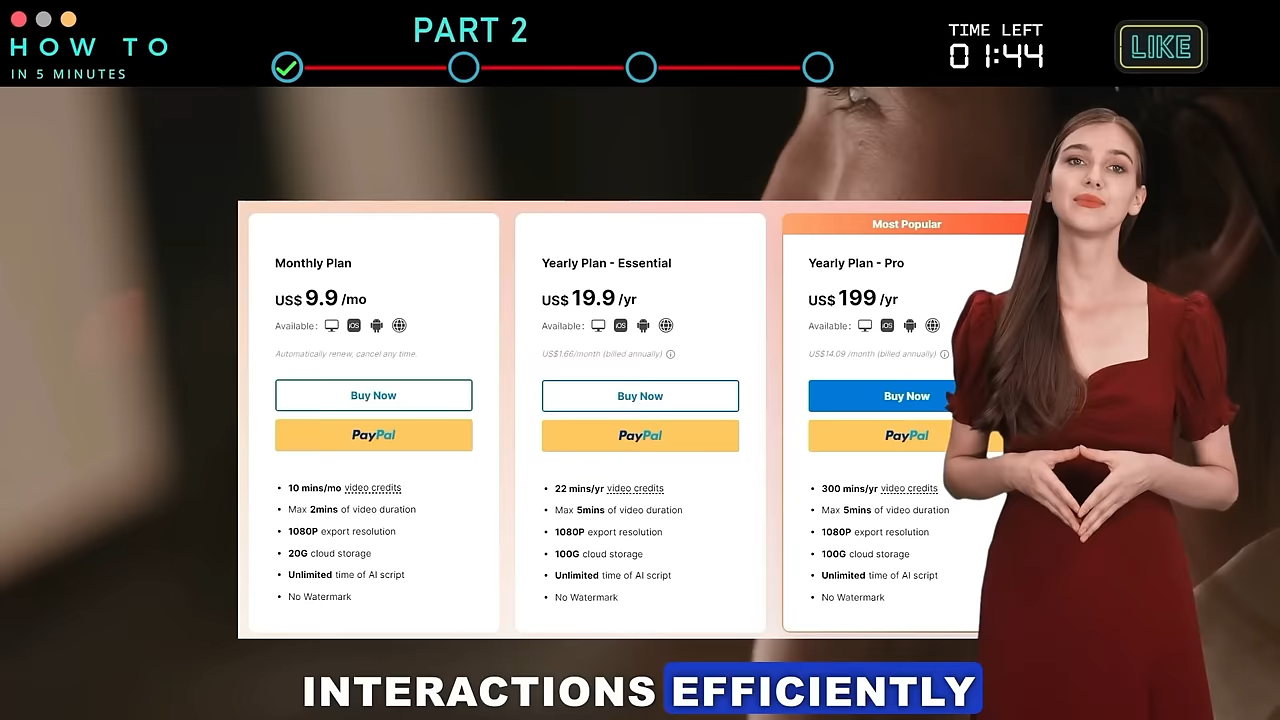 HOW TO
IN 5 MINUTES
PART 2
TIME LEFT
01:44
LIKE
Monthly Plan
US$ 9.9 /mo
Available:
iOS
Automatically renew, cancel any time.
Buy Now
PayPal
• 10 mins/mo video credits
• Max 2mins of video duration
• 1080P export resolution
• 20G cloud storage
• Unlimited time of AI script
• No Watermark
Yearly Plan - Essential
US$ 19.9 /yr
Available:
iOS
US$1.66/month (billed annually)
Buy Now
PayPal
• 22 mins/yr video credits
• Max 5mins of video duration
• 1080P export resolution
• 100G cloud storage
• Unlimited time of AI script
• No Watermark
Most Popular
Yearly Plan - Pro
US$ 199 /yr
Available:
iOS
US$14.09 /month (billed annually)
Buy Now
PayPal
• 300 mins/yr video credits
• Max 5mins of video duration
• 1080P export resolution
• 100G cloud storage
• Unlimited time of AI script
• No Watermark
INTERACTIONS EFFICIENTLY